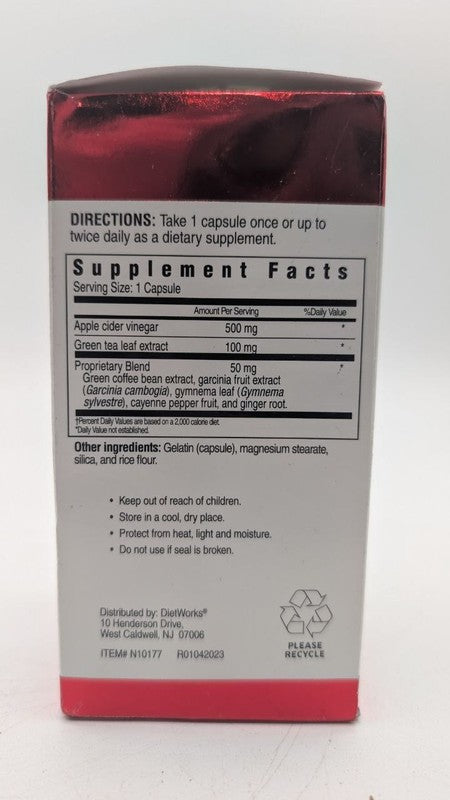 DIRECTIONS: Take 1 capsule once or up to
twice daily as a dietary supplement.
Supplement Facts
Serving Size: 1 Capsule
Amount Per Serving %Daily Value
Apple cider vinegar 500 mg *
Green tea leaf extract 100 mg *
Proprietary Blend 50 mg *
Green coffee bean extract, garcinia fruit extract
(Garcinia cambogia), gymnema leaf (Gymnema
sylvestre), cayenne pepper fruit, and ginger root.
†Percent Daily Values are based on a 2,000 calorie diet.
*Daily Value not established.
Other ingredients: Gelatin (capsule), magnesium stearate,
silica, and rice flour.
• Keep out of reach of children.
• Store in a cool, dry place.
• Protect from heat, light and moisture.
• Do not use if seal is broken.
Distributed by: DietWorks®
10 Henderson Drive,
West Caldwell, NJ 07006
ITEM# N10177 R01042023
PLEASE
RECYCLE